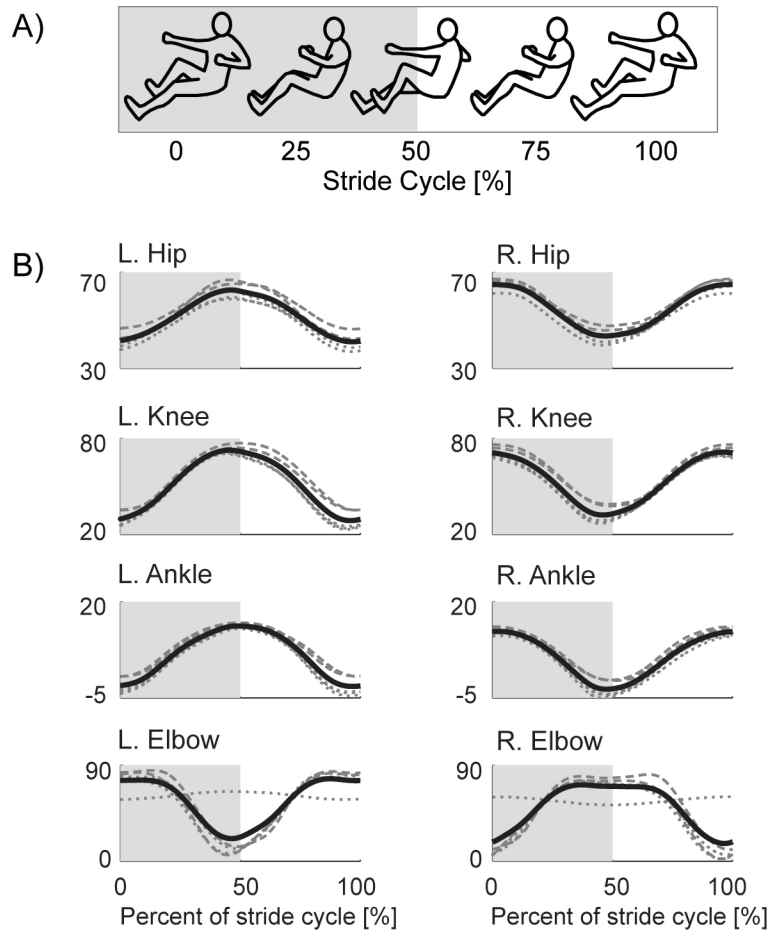 A)
0 25 50 75 100
Stride Cycle [%]
B)
L. Hip R. Hip
70 70
30 30
L. Knee R. Knee
80 80
20 20
L. Ankle R. Ankle
20 20
-5 -5
L. Elbow R. Elbow
90 90
0 0
0 50 100 0 50 100
Percent of stride cycle [%] Percent of stride cycle [%]